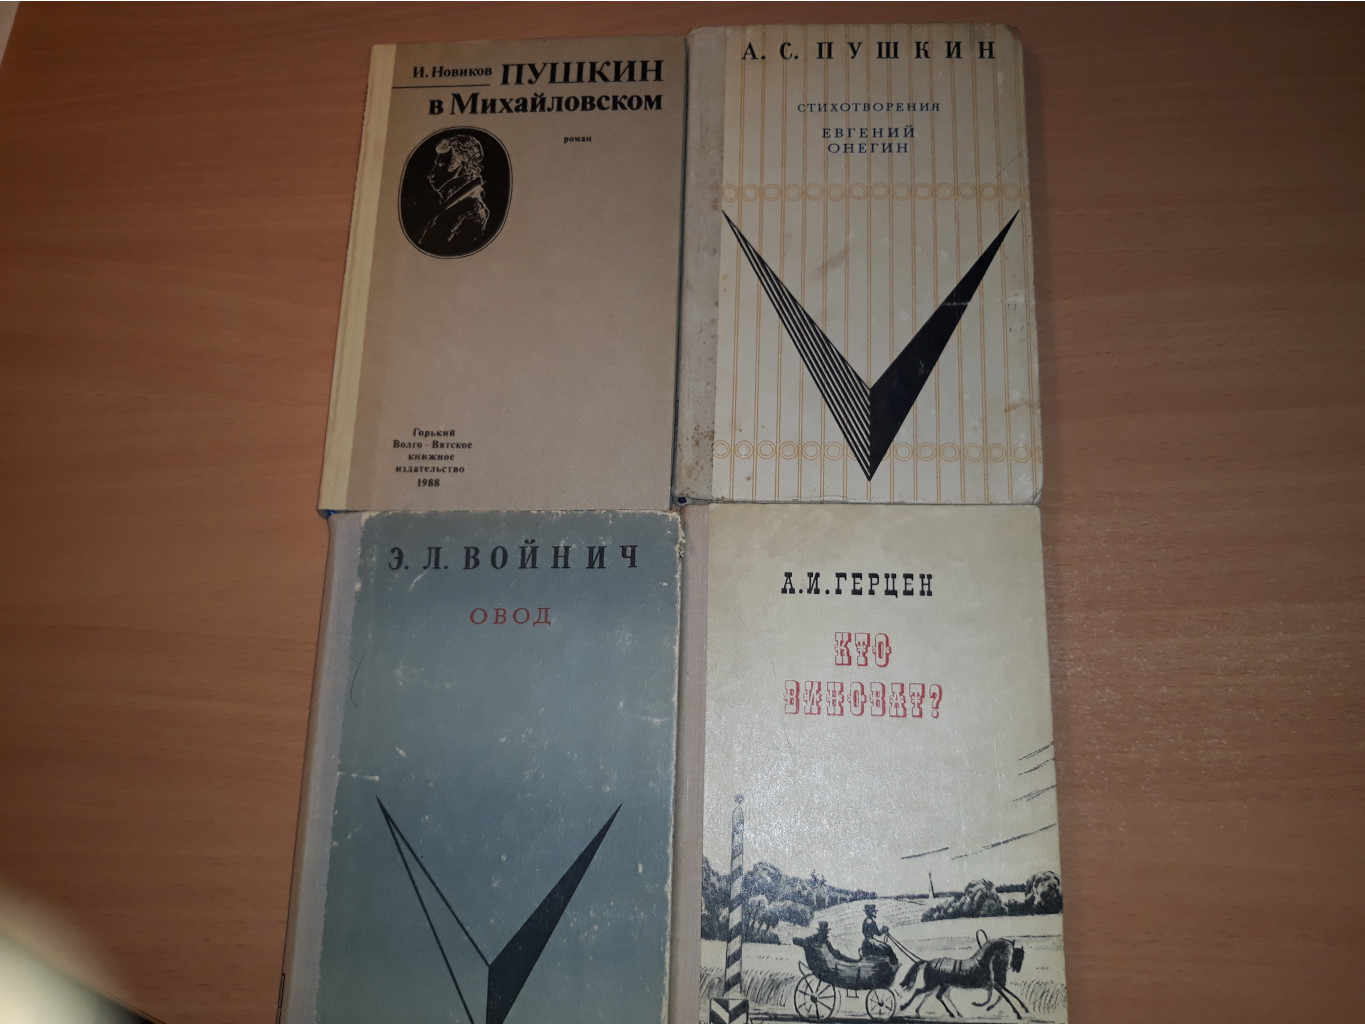 И. Новиков ПУШКИН
в Михайловском
роман
Горький
Волго-Вятское
книжное
издательство
1988
А. С. ПУШКИН
СТИХОТВОРЕНИЯ
ЕВГЕНИЙ
ОНЕГИН
Э. Л. ВОЙНИЧ
ОВОД
А. И. ГЕРЦЕН
КТО
ВИНОВАТ?